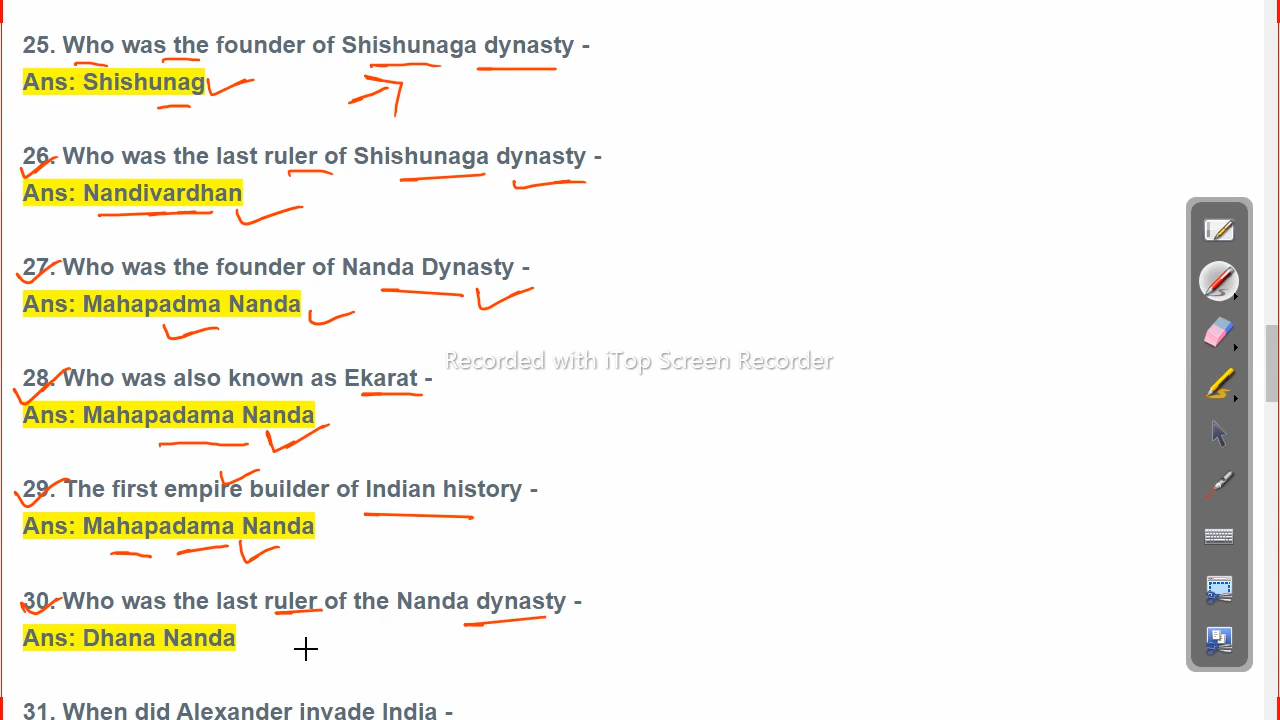 25. Who was the founder of Shishunaga dynasty -
Ans: Shishunag
26. Who was the last ruler of Shishunaga dynasty -
Ans: Nandivardhan
27. Who was the founder of Nanda Dynasty -
Ans: Mahapadma Nanda
Recorded with iTop Screen Recorder
28. Who was also known as Ekarat -
Ans: Mahapadama Nanda
29. The first empire builder of Indian history -
Ans: Mahapadama Nanda
30. Who was the last ruler of the Nanda dynasty -
Ans: Dhana Nanda
31. When did Alexander invade India -